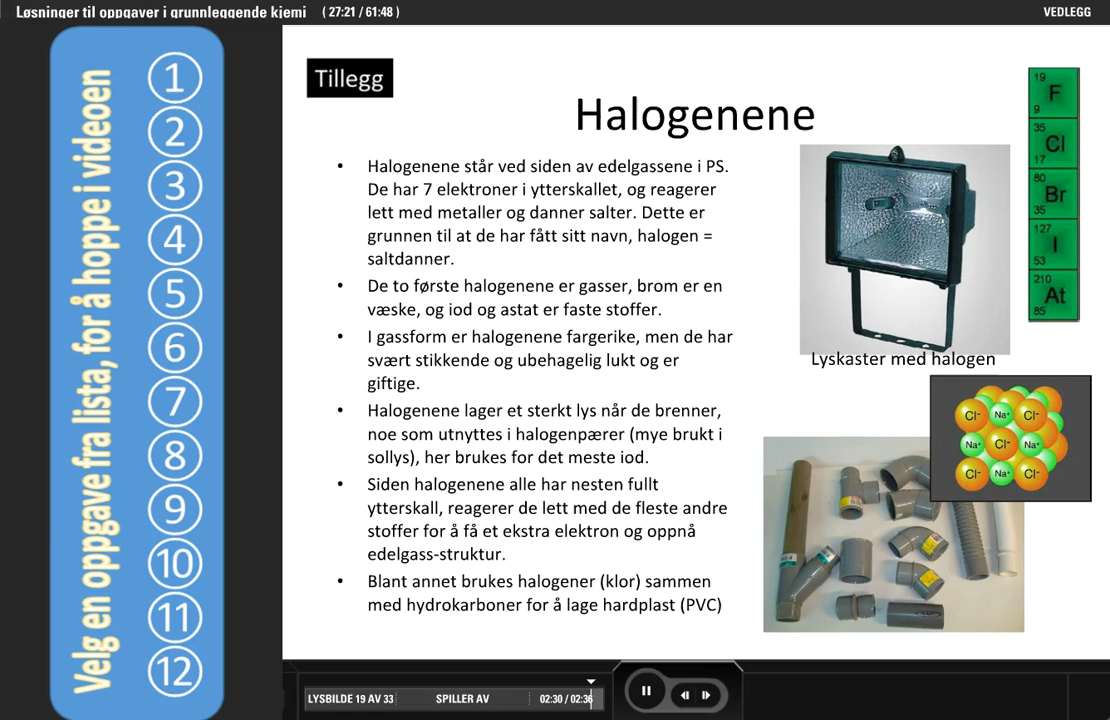 Løsninger til oppgaver i grunnleggende kjemi
( 27:21 / 61:48 )
VEDLEGG
Velg en oppgave fra lista, for å hoppe i videoen
1
2
3
4
5
6
7
8
9
10
11
12
Tillegg
Halogenene
• Halogenene står ved siden av edelgassene i PS.
De har 7 elektroner i ytterskallet, og reagerer
lett med metaller og danner salter. Dette er
grunnen til at de har fått sitt navn, halogen =
saltdanner.
• De to første halogenene er gasser, brom er en
væske, og iod og astat er faste stoffer.
• I gassform er halogenene fargerike, men de har
svært stikkende og ubehagelig lukt og er
giftige.
• Halogenene lager et sterkt lys når de brenner,
noe som utnyttes i halogenpærer (mye brukt i
sollys), her brukes for det meste iod.
• Siden halogenene alle har nesten fullt
ytterskall, reagerer de lett med de fleste andre
stoffer for å få et ekstra elektron og oppnå
edelgass-struktur.
• Blant annet brukes halogener (klor) sammen
med hydrokarboner for å lage hardplast (PVC)
19
F
9
35
Cl
17
80
Br
35
127
I
53
210
At
85
Lyskaster med halogen
Cl⁻ Na⁺ Cl⁻
Na⁺ Cl⁻ Na⁺
Cl⁻ Na⁺ Cl⁻
LYSBILDE 19 AV 33
SPILLER AV
02:30 / 02:36